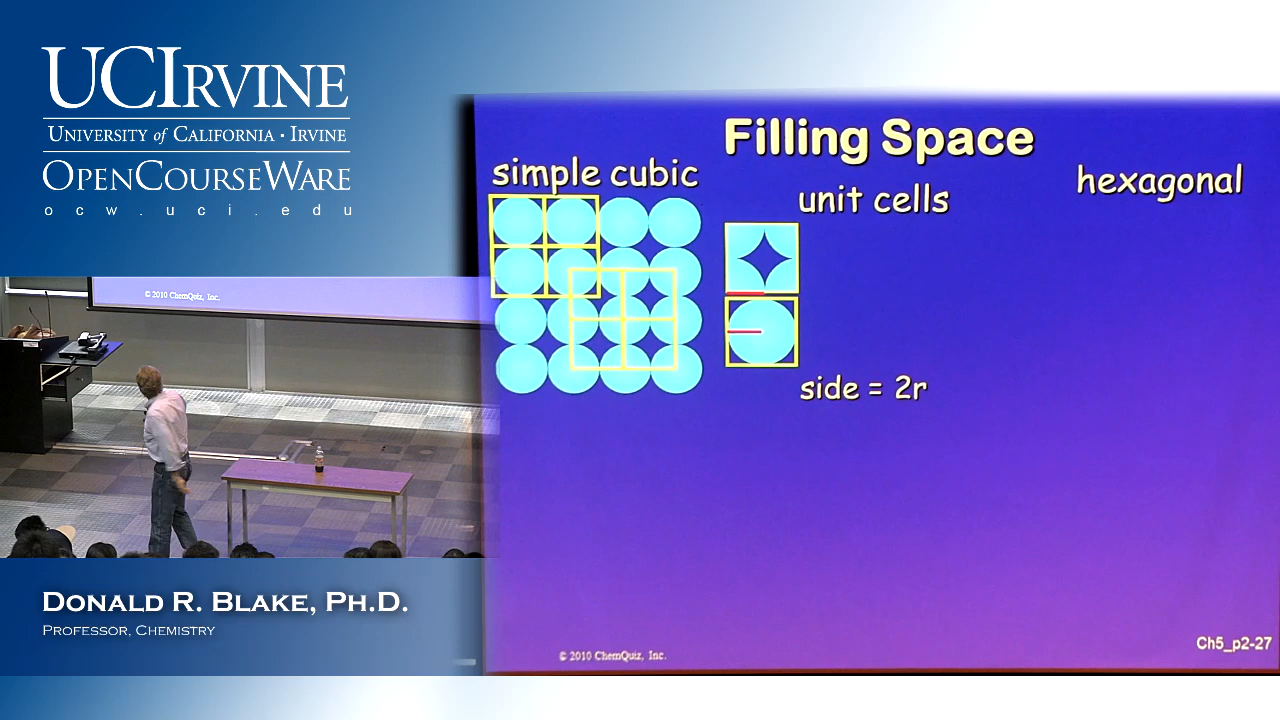 UCIRVINE
UNIVERSITY of CALIFORNIA · IRVINE
OPENCOURSEWARE
ocw.uci.edu
© 2010 ChemQuiz, Inc.
DONALD R. BLAKE, PH.D.
PROFESSOR, CHEMISTRY
Filling Space
simple cubic
unit cells
hexagonal
side = 2r
© 2010 ChemQuiz, Inc.
Ch5_p2-27